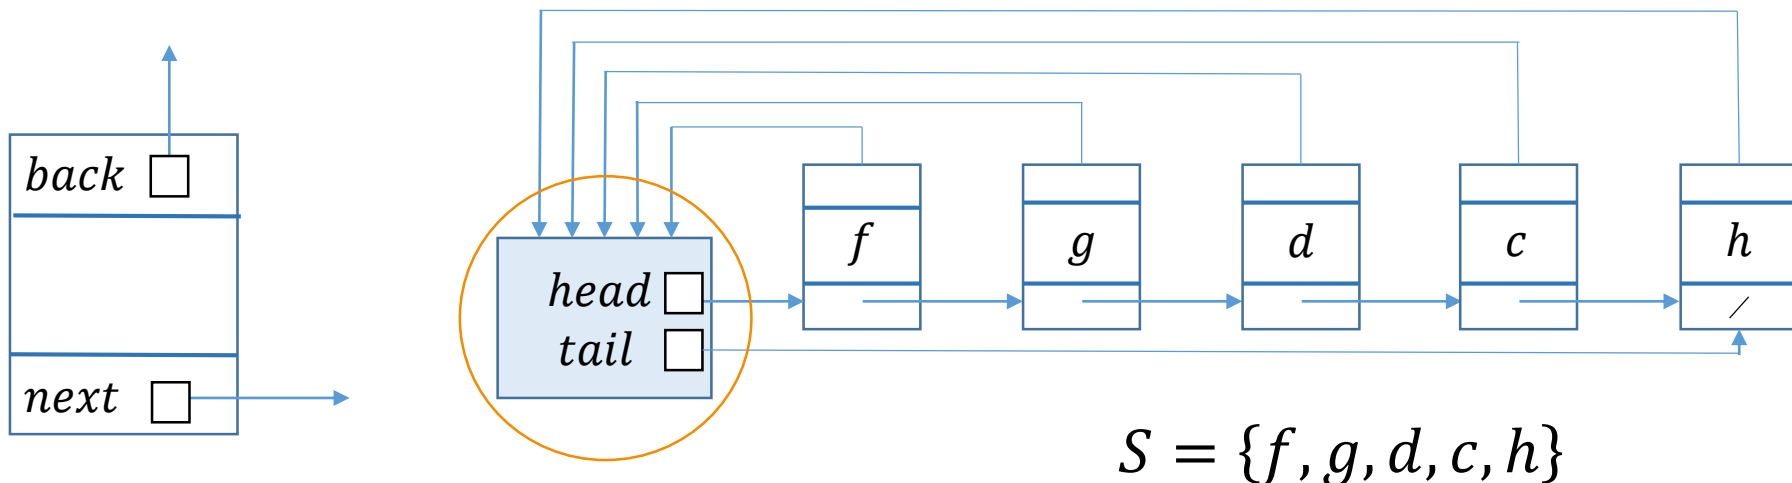 back
next
head
tail
f
g
d
c
h
/
S = {f, g, d, c, h}